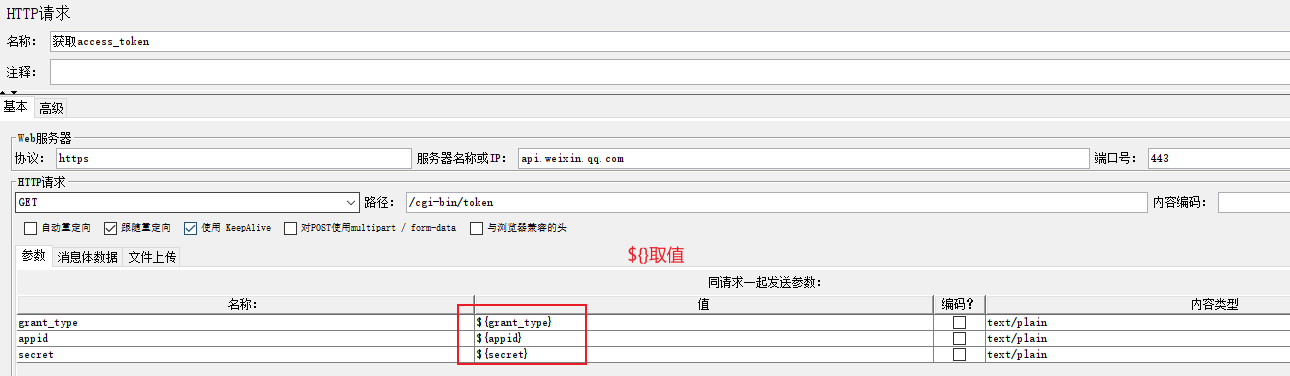 HTTP请求
名称： 获取access_token
注释：
基本 高级
Web服务器
协议： https 服务器名称或IP： api.weixin.qq.com 端口号： 443
HTTP请求
GET 路径： /cgi-bin/token 内容编码：
自动重定向 跟随重定向 使用 KeepAlive 对POST使用multipart / form-data 与浏览器兼容的头
参数 消息体数据 文件上传
${}取值
同请求一起发送参数：
名称： 值 编码? 内容类型
grant_type ${grant_type} text/plain
appid ${appid} text/plain
secret ${secret} text/plain